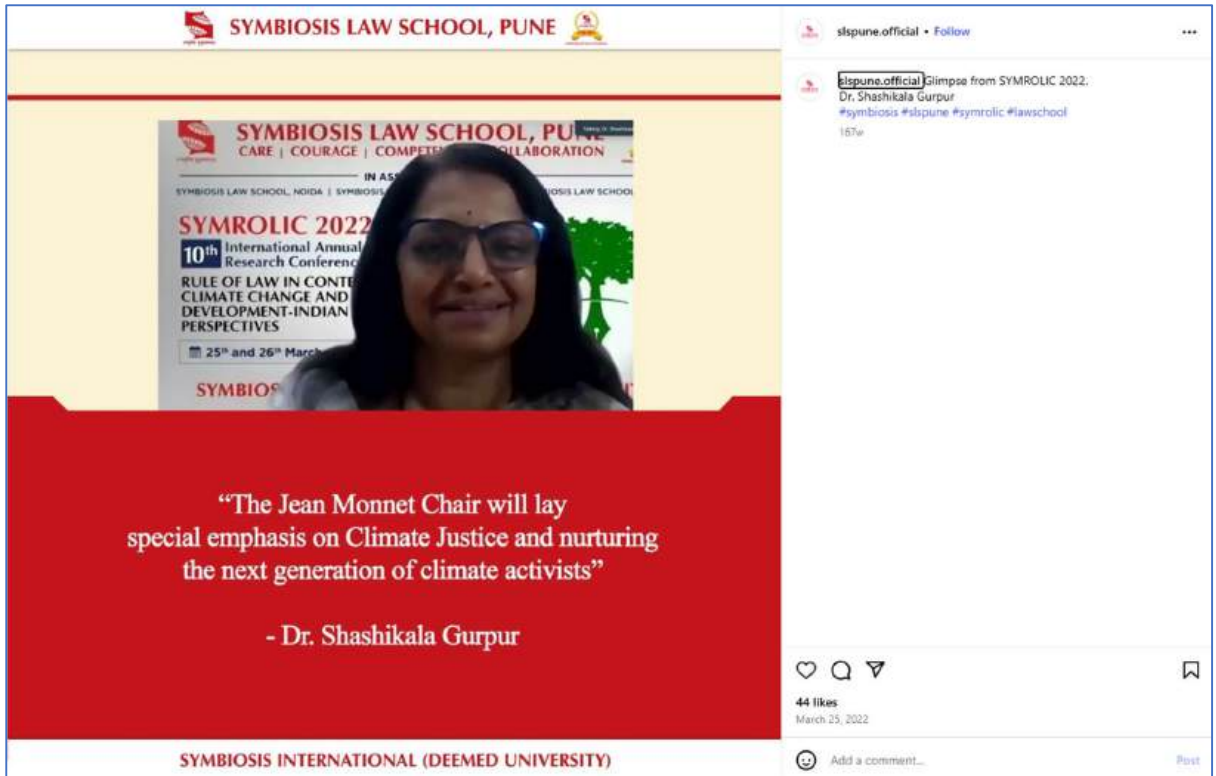 SYMBIOSIS LAW SCHOOL, PUNE
SYMBIOSIS LAW SCHOOL, PU
CARE | COURAGE | COMPET LLABORATION
IN AS
SYMBIOSIS LAW SCHOOL, NOIDA | SYMBIOSIS OSIS LAW SCHOOL
SYMROLIC 2022
10th International Annual
Research Conferenc
RULE OF LAW IN CONTE
CLIMATE CHANGE AND
DEVELOPMENT-INDIAN
PERSPECTIVES
25th and 26th March
SYMBIOS
“The Jean Monnet Chair will lay
special emphasis on Climate Justice and nurturing
the next generation of climate activists”
- Dr. Shashikala Gurpur
SYMBIOSIS INTERNATIONAL (DEEMED UNIVERSITY)
slspune.official • Follow
slspune.official Glimpse from SYMROLIC 2022.
Dr. Shashikala Gurpur
#symbiosis #slspune #symrolic #lawschool
167w
44 likes
March 25, 2022
Add a comment...
Post